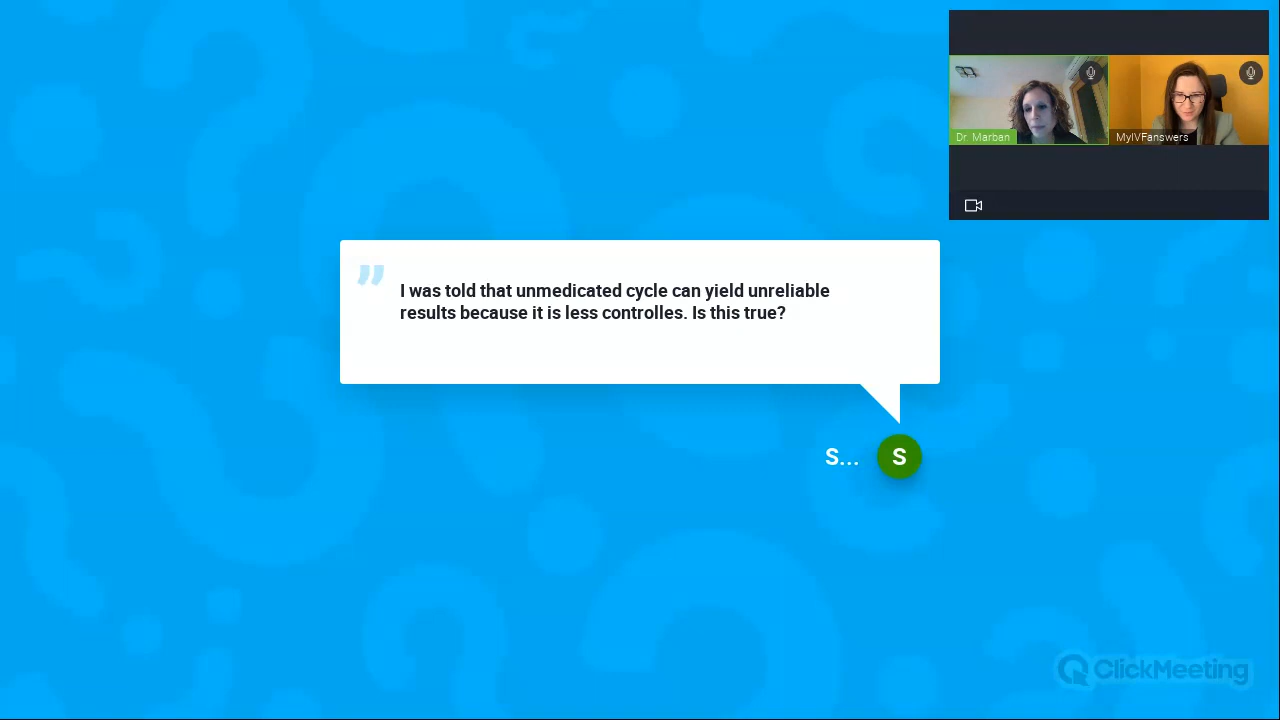 Dr. Marban
MyIVFanswers
”
I was told that unmedicated cycle can yield unreliable
results because it is less controlles. Is this true?
S...
S
ClickMeeting